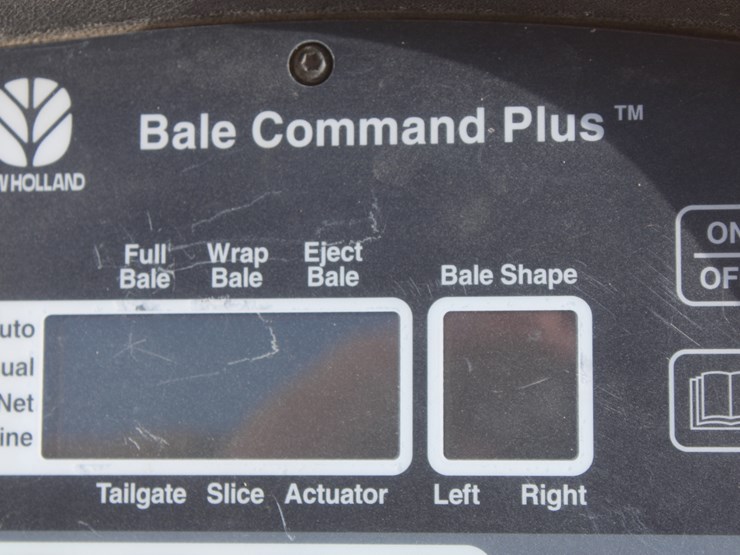 Bale Command Plus™
W HOLLAND
Full Bale
Wrap Bale
Eject Bale
Bale Shape
ON
OF
uto
ual
Net
ine
Tailgate Slice Actuator
Left Right